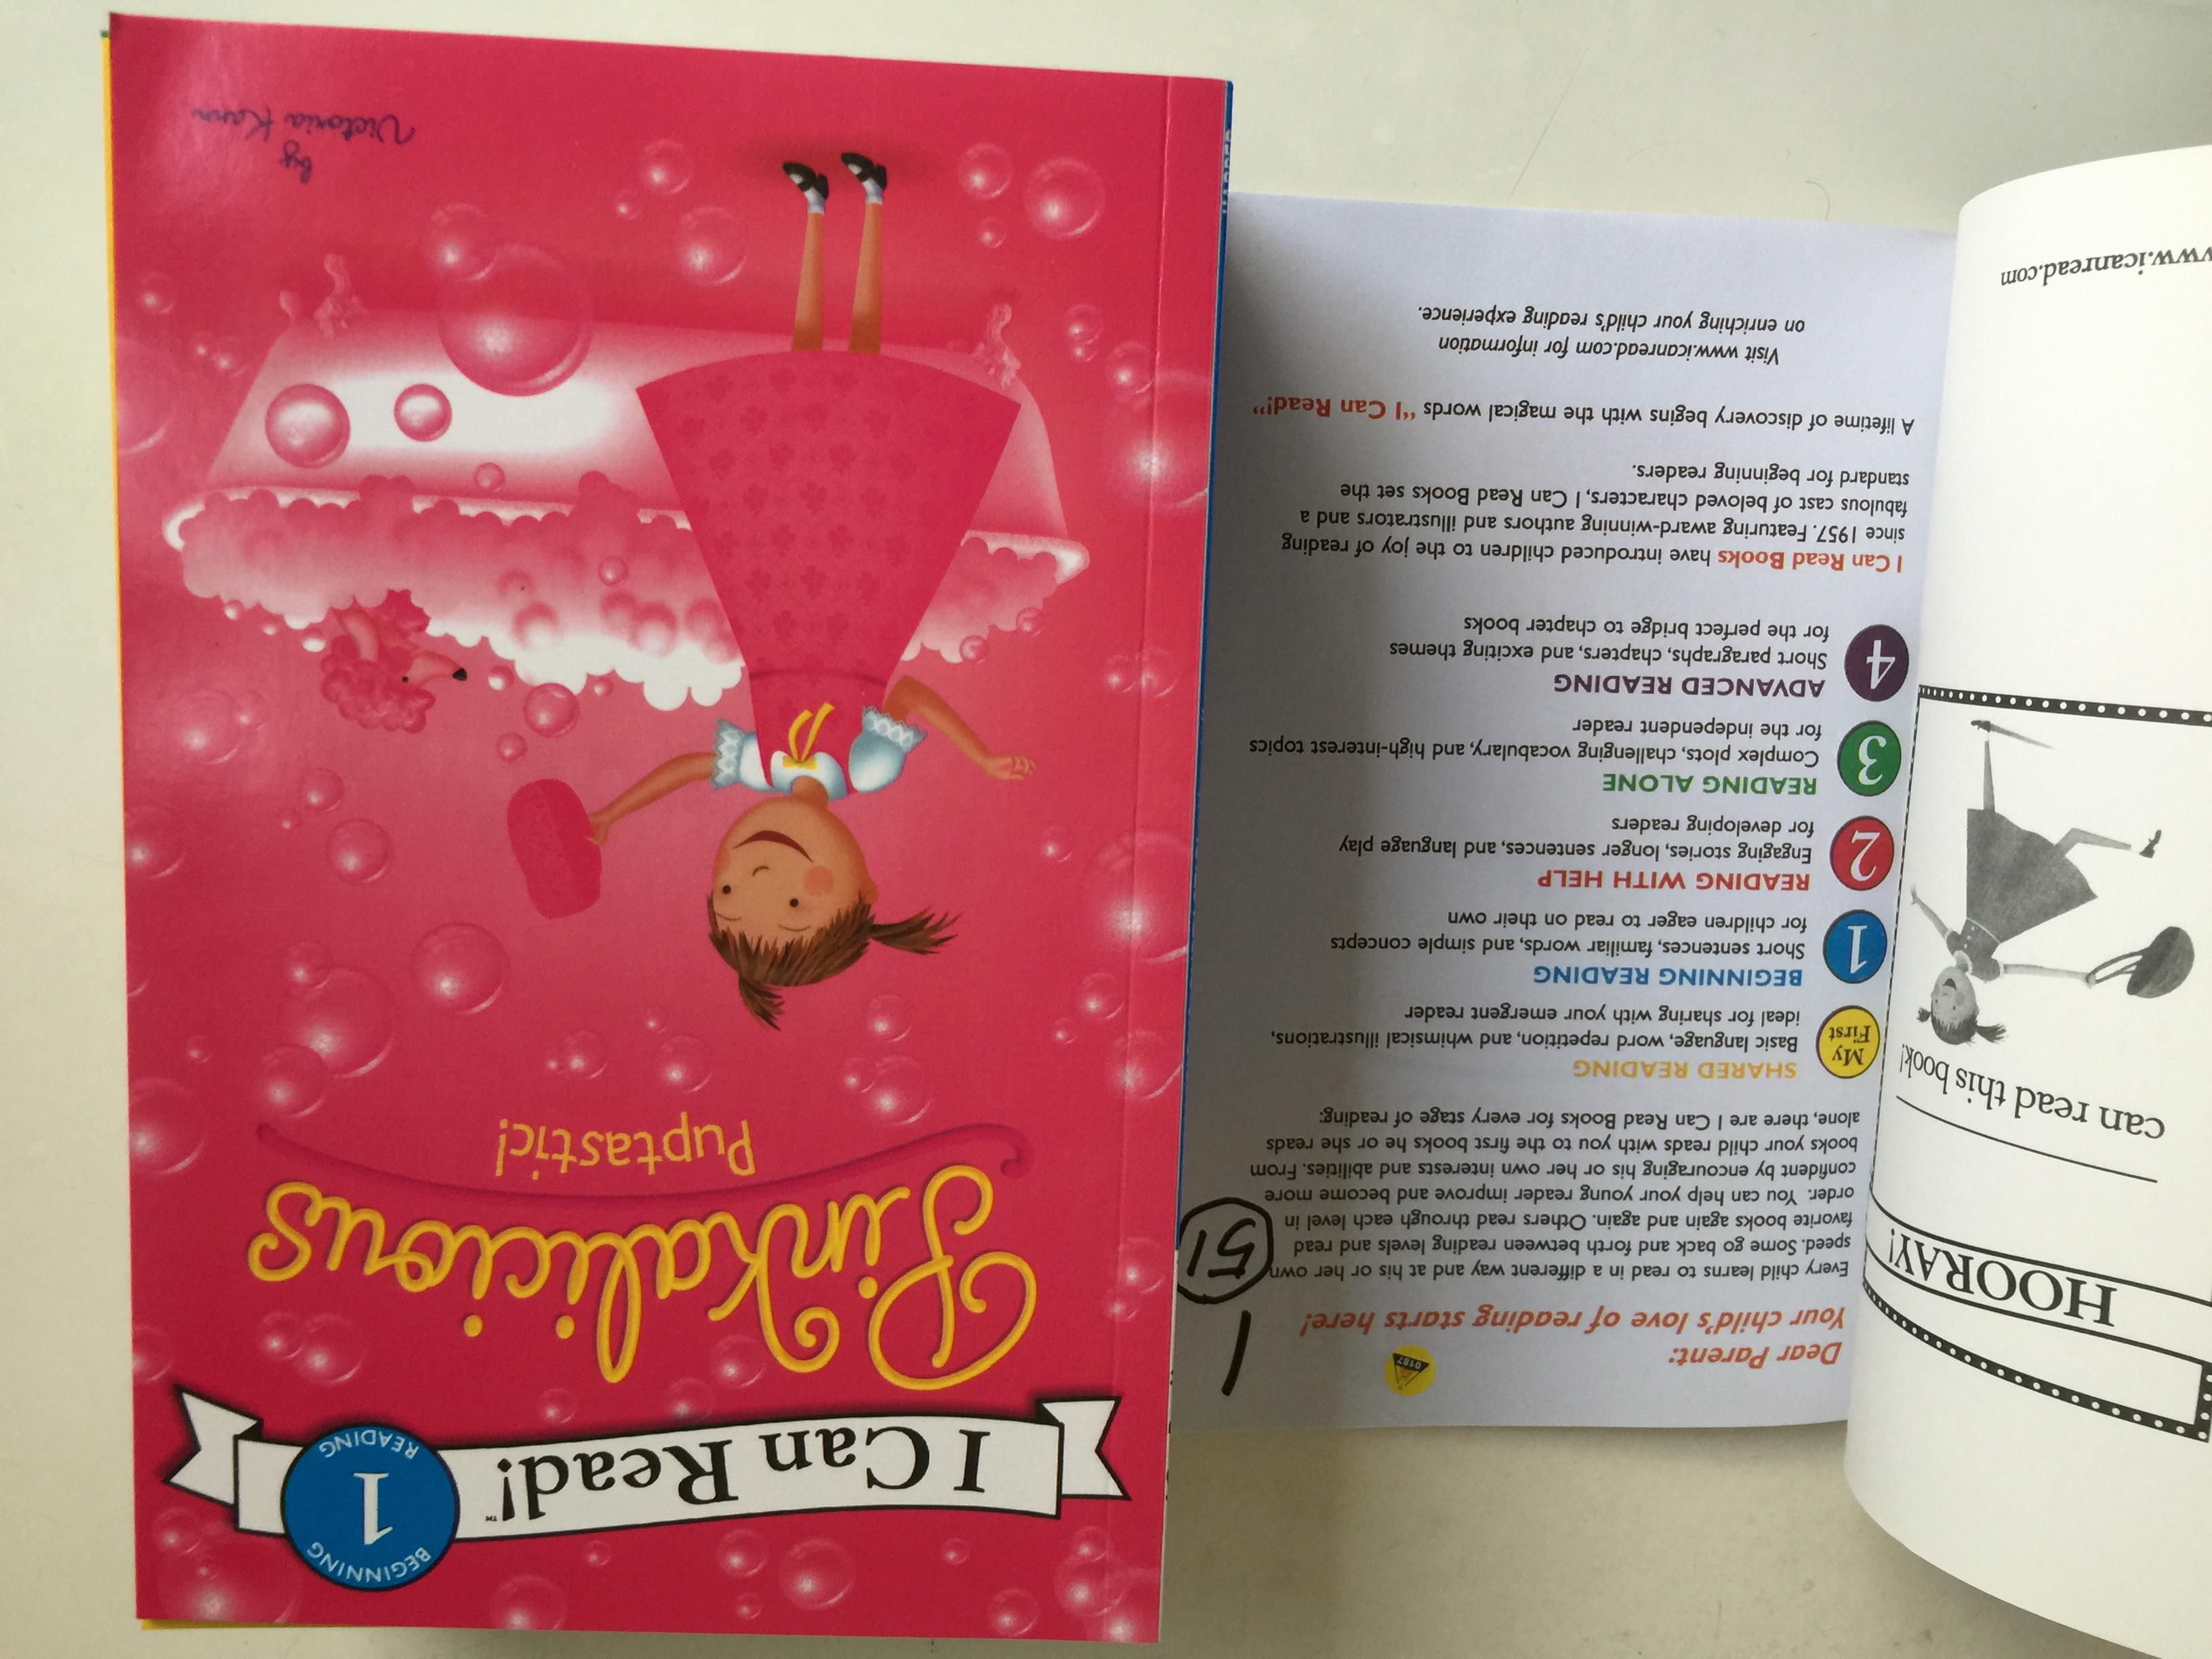 HOORAY!
can read this book!
www.icanread.com
0187
1
51
Dear Parent:
Your child's love of reading starts here!
Every child learns to read in a different way and at his or her own
speed. Some go back and forth between reading levels and read
favorite books again and again. Others read through each level in
order. You can help your young reader improve and become more
confident by encouraging his or her own interests and abilities. From
books your child reads with you to the first books he or she reads
alone, there are I Can Read Books for every stage of reading:
My
First
SHARED READING
Basic language, word repetition, and whimsical illustrations,
ideal for sharing with your emergent reader
1
BEGINNING READING
Short sentences, familiar words, and simple concepts
for children eager to read on their own
2
READING WITH HELP
Engaging stories, longer sentences, and language play
for developing readers
3
READING ALONE
Complex plots, challenging vocabulary, and high-interest topics
for the independent reader
4
ADVANCED READING
Short paragraphs, chapters, and exciting themes
for the perfect bridge to chapter books
I Can Read Books have introduced children to the joy of reading
since 1957. Featuring award-winning authors and illustrators and a
fabulous cast of beloved characters, I Can Read Books set the
standard for beginning readers.
A lifetime of discovery begins with the magical words "I Can Read!"
Visit www.icanread.com for information
on enriching your child's reading experience.
I Can Read!™
BEGINNING
1
READING
Pinkalicious
Puptastic!
by
Victoria Kann